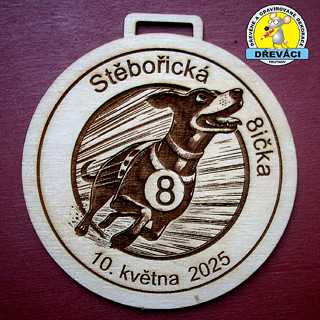 Stěbořická
8ička
8
10. května 2025
DŘEVĚNÉ A GRAVÍROVANÉ DEKORACE
DŘEVÁCI
TRUTNOV